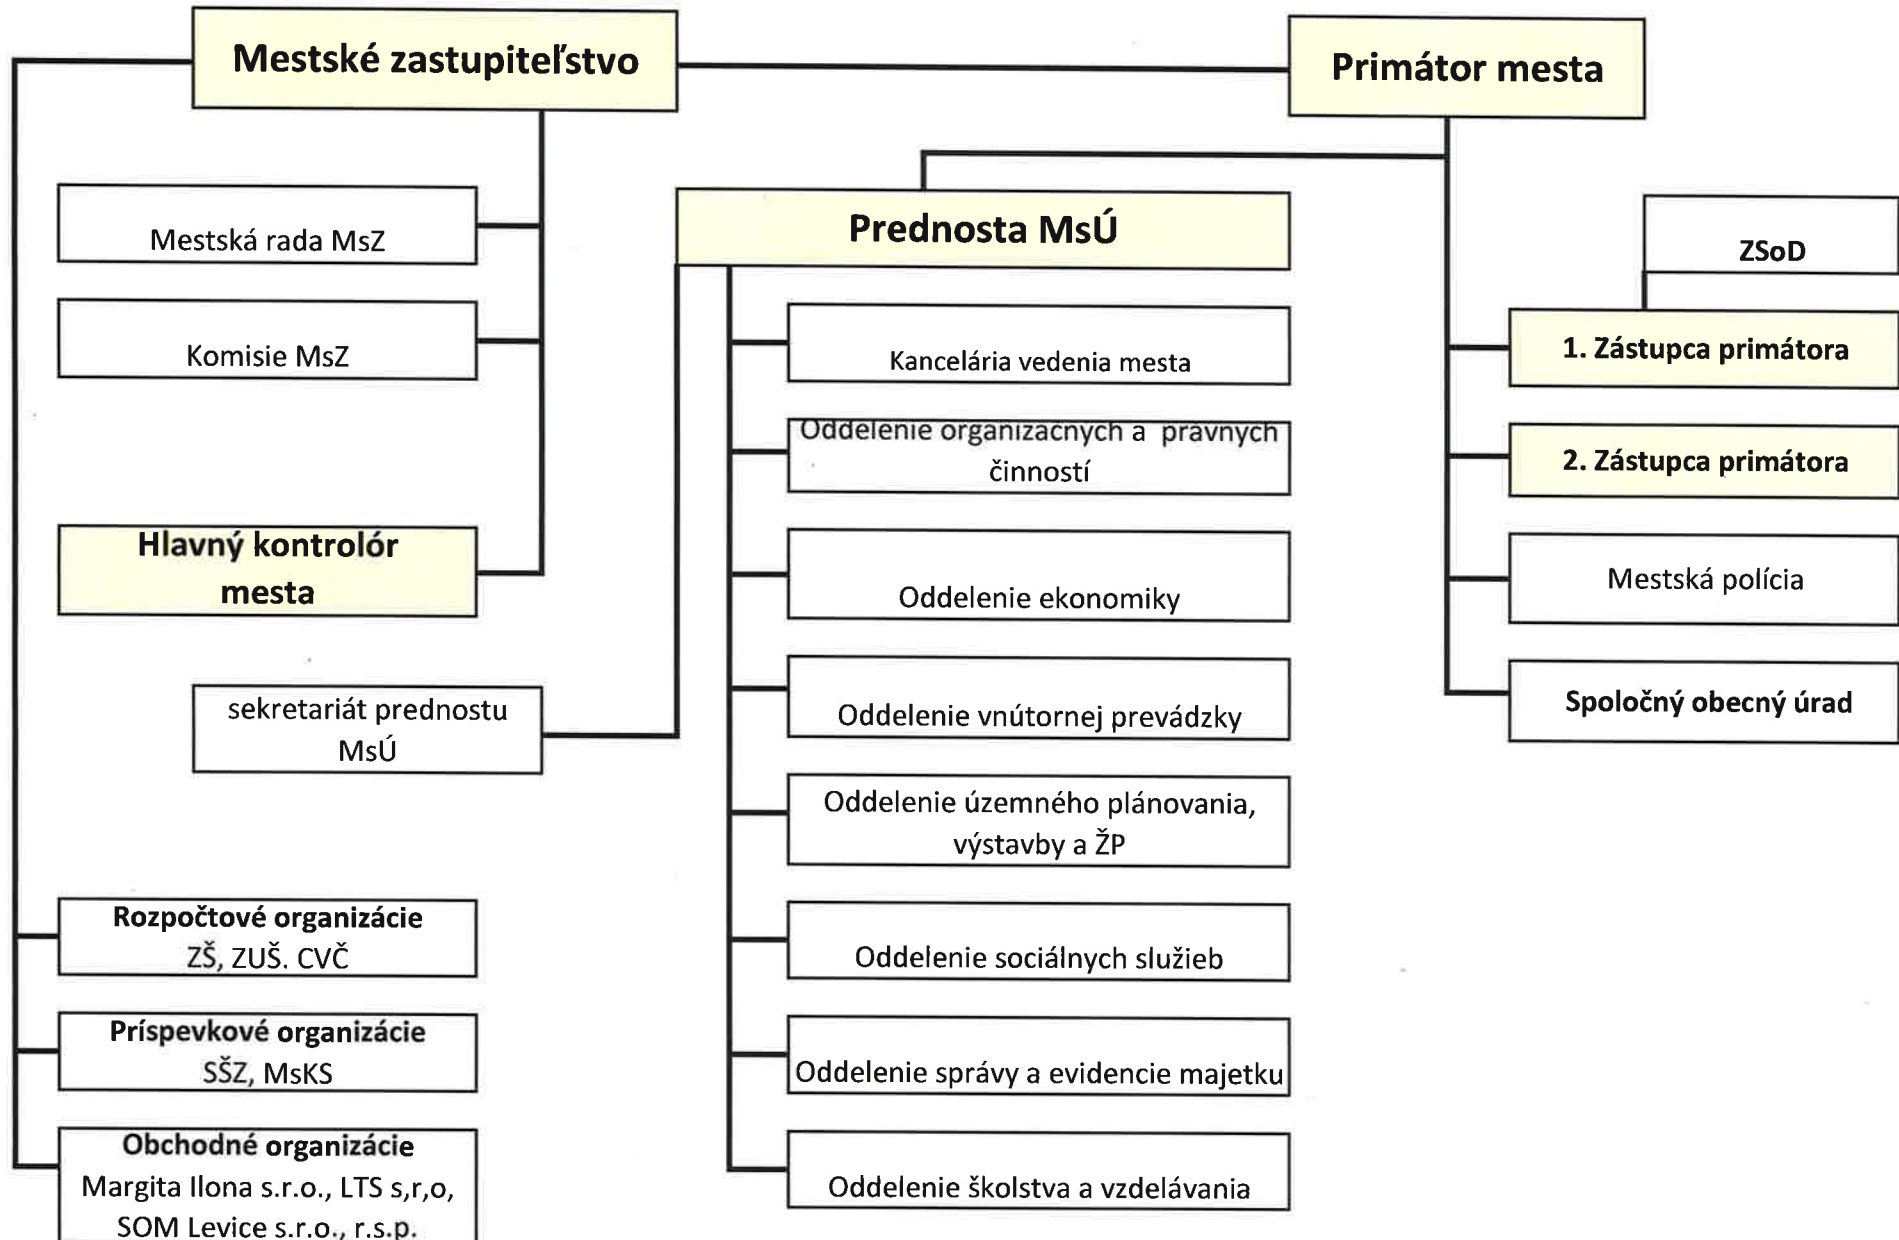 Mestské zastupiteľstvo
Primátor mesta
Mestská rada MsZ
Komisie MsZ
Hlavný kontrolór
mesta
sekretariát prednostu
MsÚ
Rozpočtové organizácie
ZŠ, ZUŠ. CVČ
Príspevkové organizácie
SŠZ, MsKS
Obchodné organizácie
Margita Ilona s.r.o., LTS s,r,o,
SOM Levice s.r.o., r.s.p.
Prednosta MsÚ
Kancelária vedenia mesta
Oddelenie organizačných a právnych
činností
Oddelenie ekonomiky
Oddelenie vnútornej prevádzky
Oddelenie územného plánovania,
výstavby a ŽP
Oddelenie sociálnych služieb
Oddelenie správy a evidencie majetku
Oddelenie školstva a vzdelávania
ZSoD
1. Zástupca primátora
2. Zástupca primátora
Mestská polícia
Spoločný obecný úrad